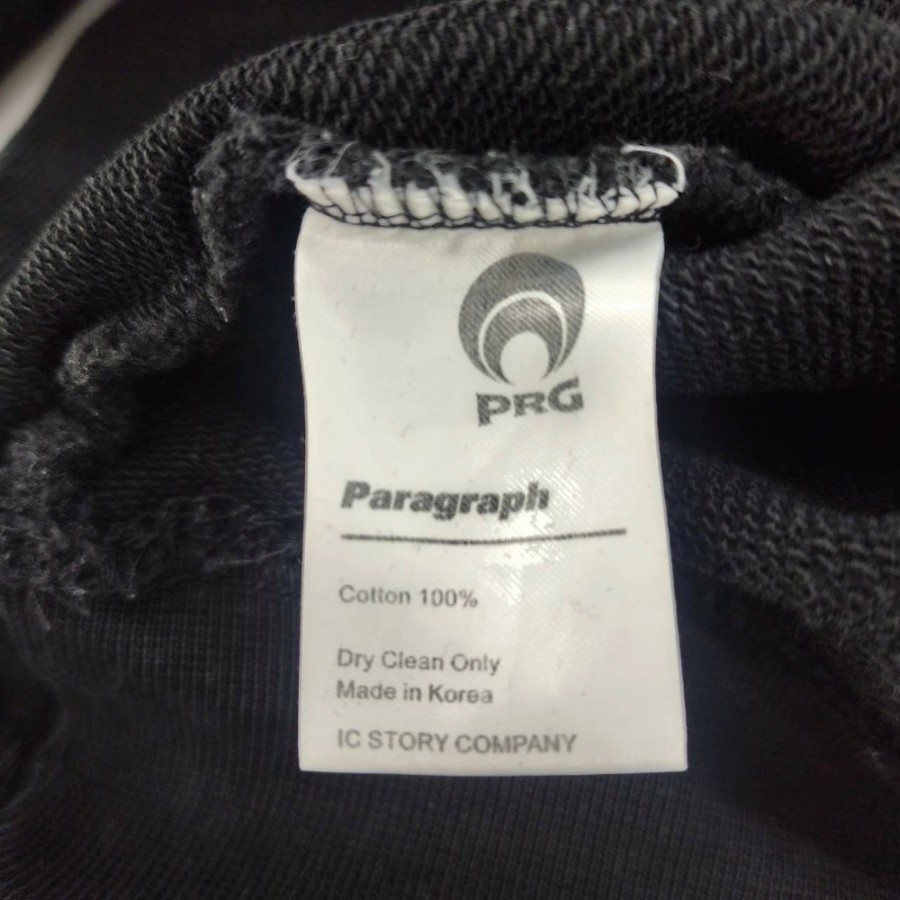 PRG
Paragraph
Cotton 100%
Dry Clean Only
Made in Korea
IC STORY COMPANY